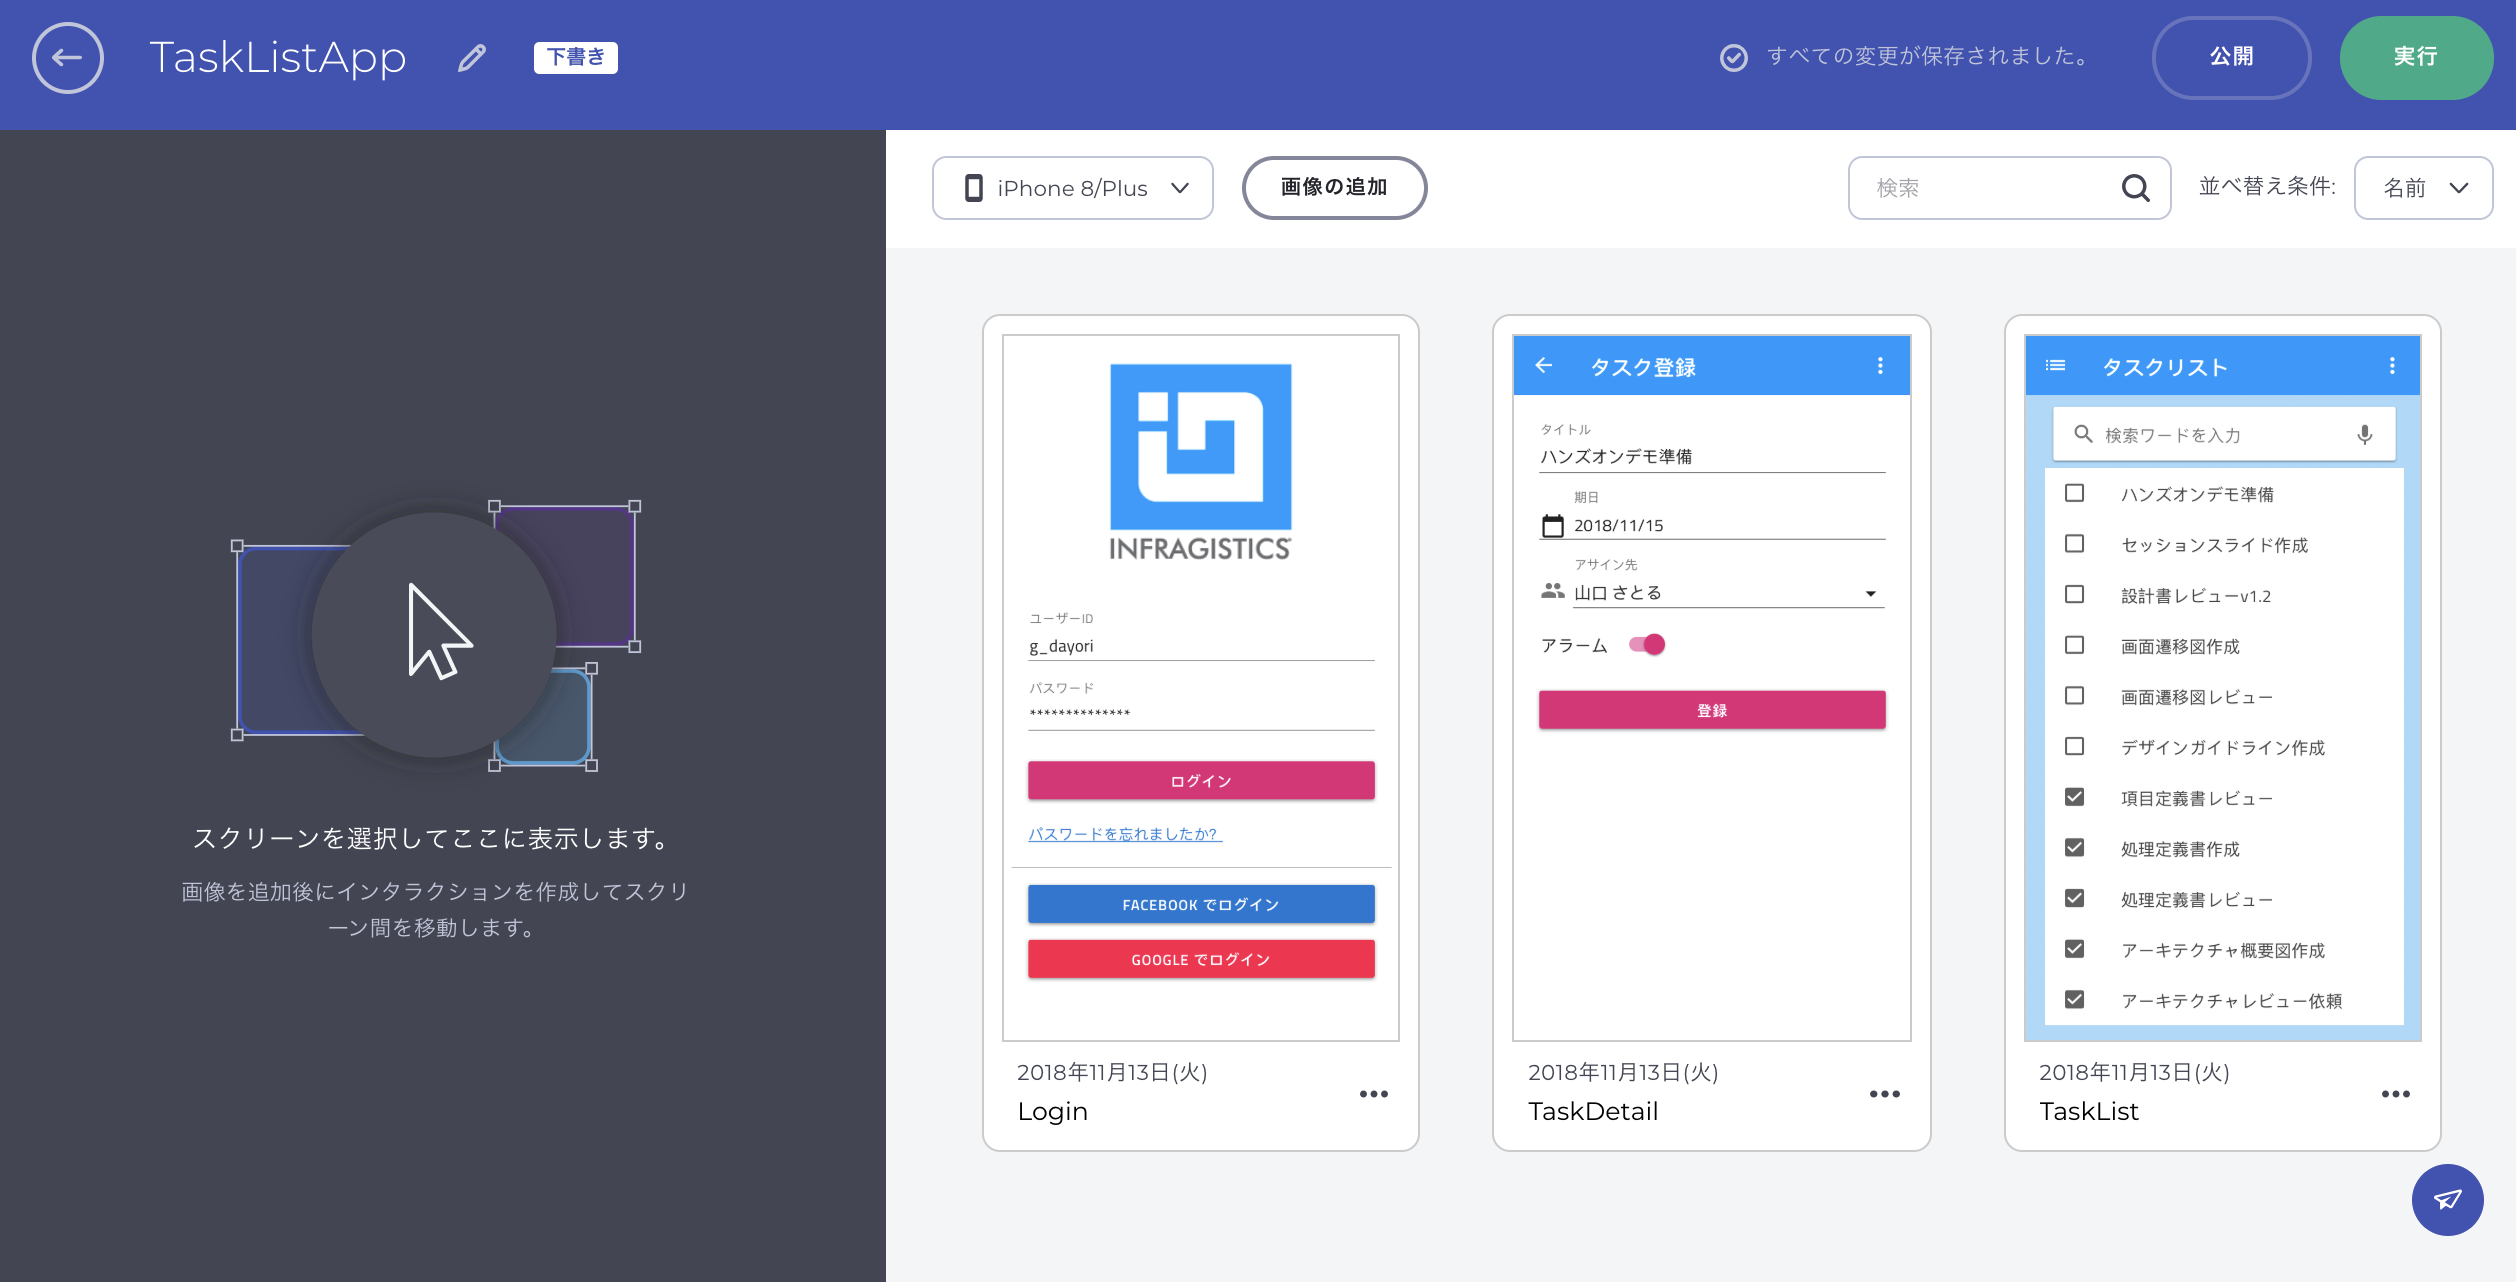 TaskListApp
下書き
すべての変更が保存されました。
公開
実行
iPhone 8/Plus
画像の追加
検索
並べ替え条件:
名前
スクリーンを選択してここに表示します。
画像を追加後にインタラクションを作成してスクリ
ーン間を移動します。
INFRAGISTICS
ユーザーID
g_dayori
パスワード
**************
ログイン
パスワードを忘れましたか?
FACEBOOK でログイン
GOOGLE でログイン
2018年11月13日(火)
Login
タスク登録
タイトル
ハンズオンデモ準備
期日
2018/11/15
アサイン先
山口 さとる
アラーム
登録
2018年11月13日(火)
TaskDetail
タスクリスト
検索ワードを入力
ハンズオンデモ準備
セッションスライド作成
設計書レビューv1.2
画面遷移図作成
画面遷移図レビュー
デザインガイドライン作成
項目定義書レビュー
処理定義書作成
処理定義書レビュー
アーキテクチャ概要図作成
アーキテクチャレビュー依頼
2018年11月13日(火)
TaskList